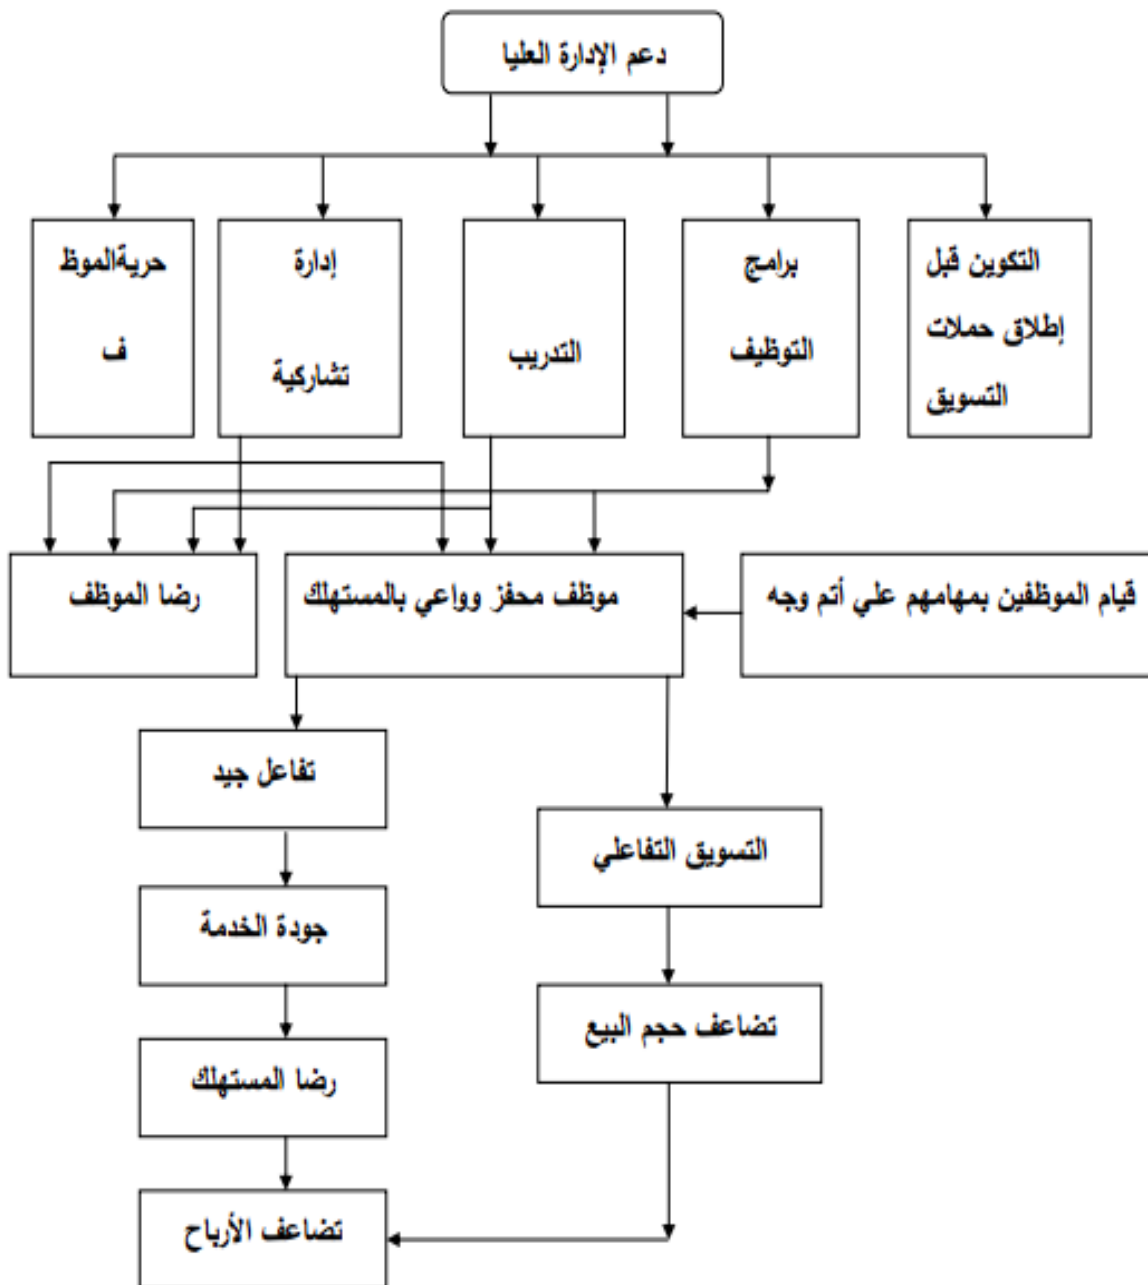 دعم الإدارة العليا
التكوين قبل
إطلاق حملات
التسويق
برامج
التوظيف
التدريب
إدارة
تشاركية
حريةالموظ
ف
قيام الموظفين بمهامهم علي أتم وجه
موظف محفز وواعي بالمستهلك
رضا الموظف
تفاعل جيد
التسويق التفاعلي
جودة الخدمة
تضاعف حجم البيع
رضا المستهلك
تضاعف الأرباح